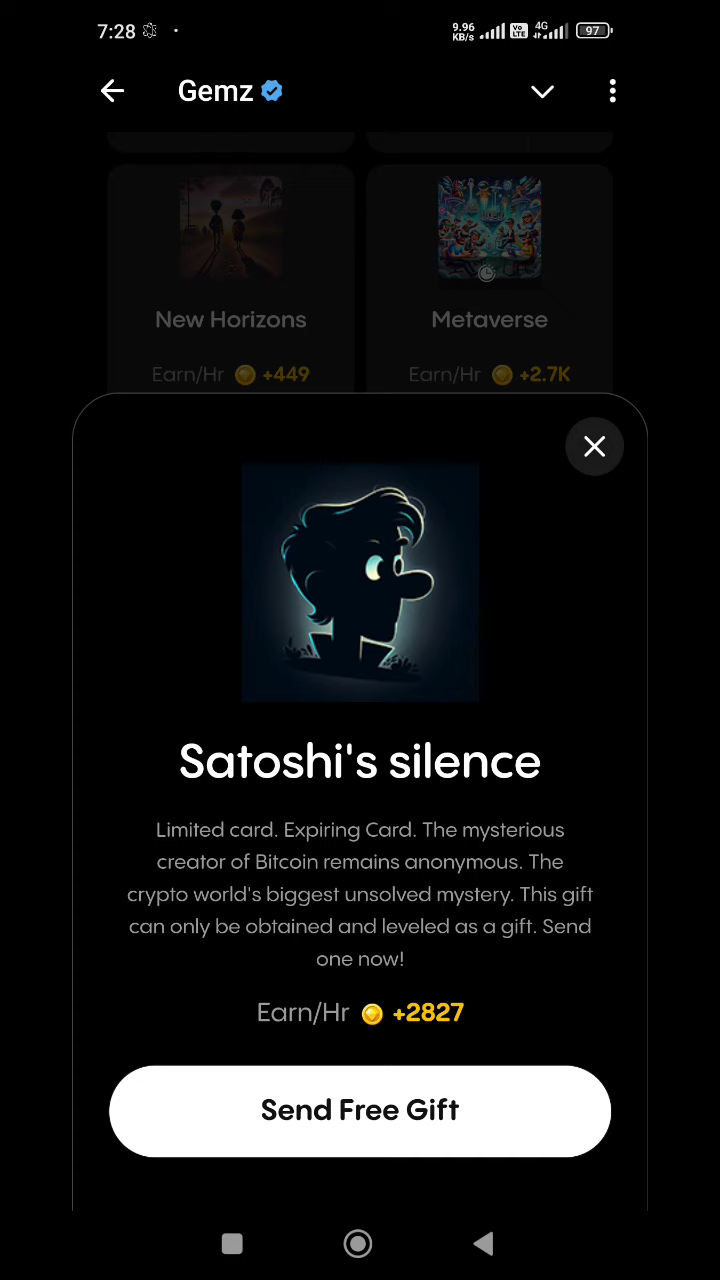 7:28
9.96 KB/s
Vo LTE
4G
97
Gemz
New Horizons
Metaverse
Earn/Hr +449
Earn/Hr +2.7K
Satoshi's silence
Limited card. Expiring Card. The mysterious
creator of Bitcoin remains anonymous. The
crypto world's biggest unsolved mystery. This gift
can only be obtained and leveled as a gift. Send
one now!
Earn/Hr +2827
Send Free Gift